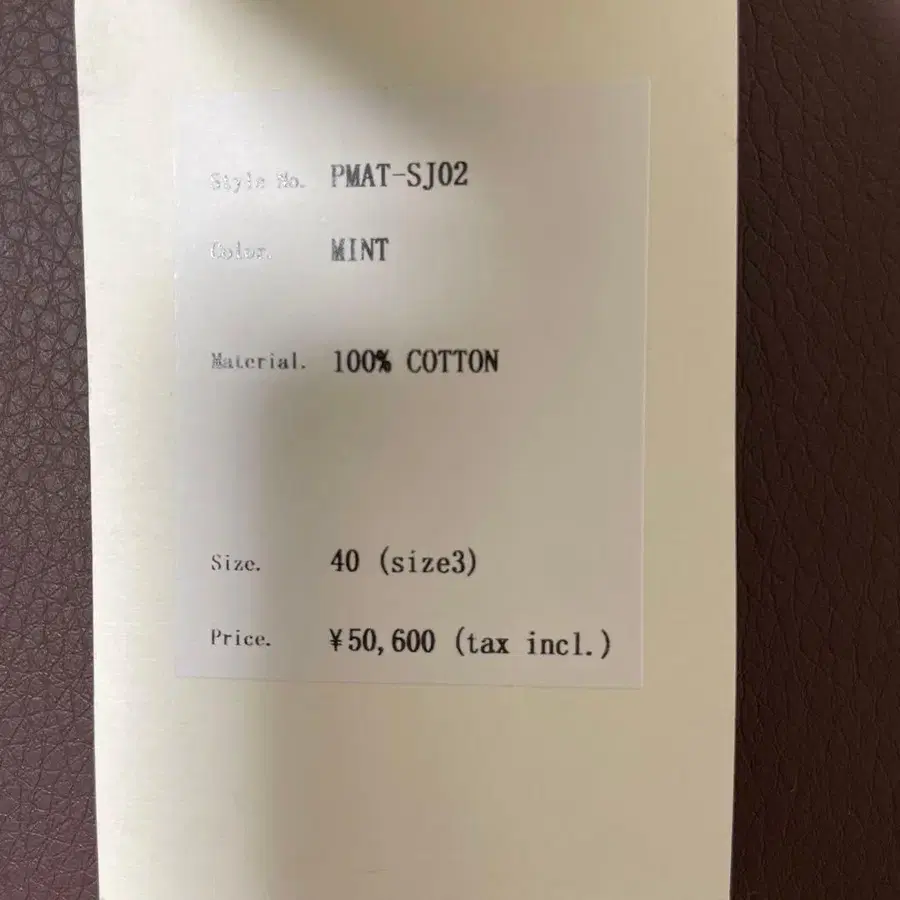 Style No. PMAT-SJ02
Color. MINT
Material. 100% COTTON
Size. 40 (size3)
Price. ¥50,600 (tax incl.)